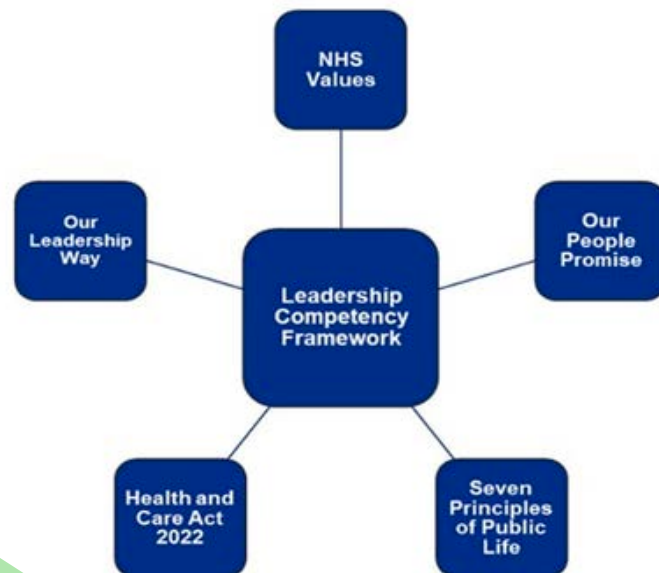 NHS
Values
Our
Leadership
Way
Our
People
Promise
Leadership
Competency
Framework
Health and
Care Act
2022
Seven
Principles
of Public
Life